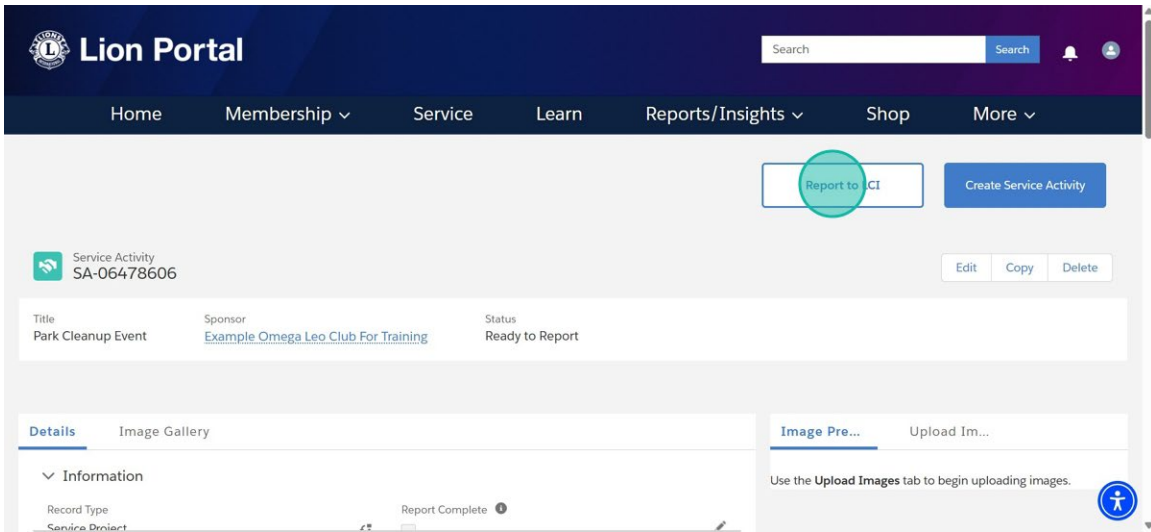 Lion Portal
Search
Search
Home Membership Service Learn Reports/Insights Shop More
Report to LCI
Create Service Activity
Service Activity
SA-06478606
Edit Copy Delete
Title Sponsor Status
Park Cleanup Event Example Omega Leo Club For Training Ready to Report
Details Image Gallery
Image Pre... Upload Im...
Information
Use the Upload Images tab to begin uploading images.
Record Type Report Complete
Service Project